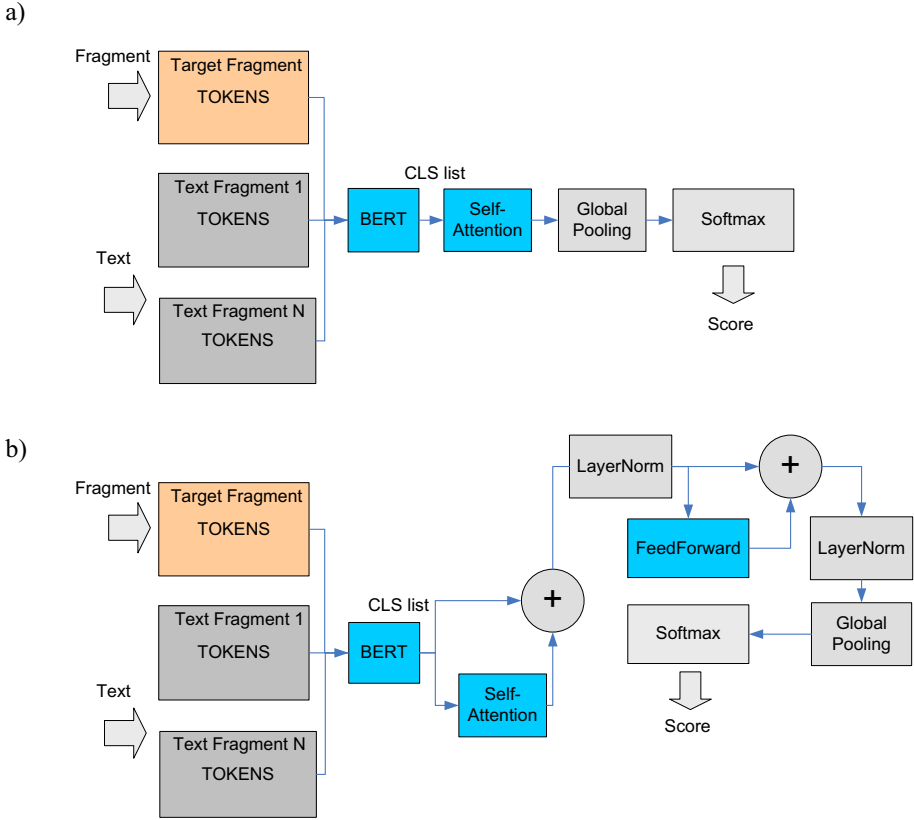 a)
Fragment
Target Fragment
TOKENS
Text Fragment 1
TOKENS
Text
Text Fragment N
TOKENS
CLS list
BERT
Self-
Attention
Global
Pooling
Softmax
Score
b)
Fragment
Target Fragment
TOKENS
Text Fragment 1
TOKENS
Text
Text Fragment N
TOKENS
CLS list
BERT
Self-
Attention
+
LayerNorm
FeedForward
+
LayerNorm
Global
Pooling
Softmax
Score